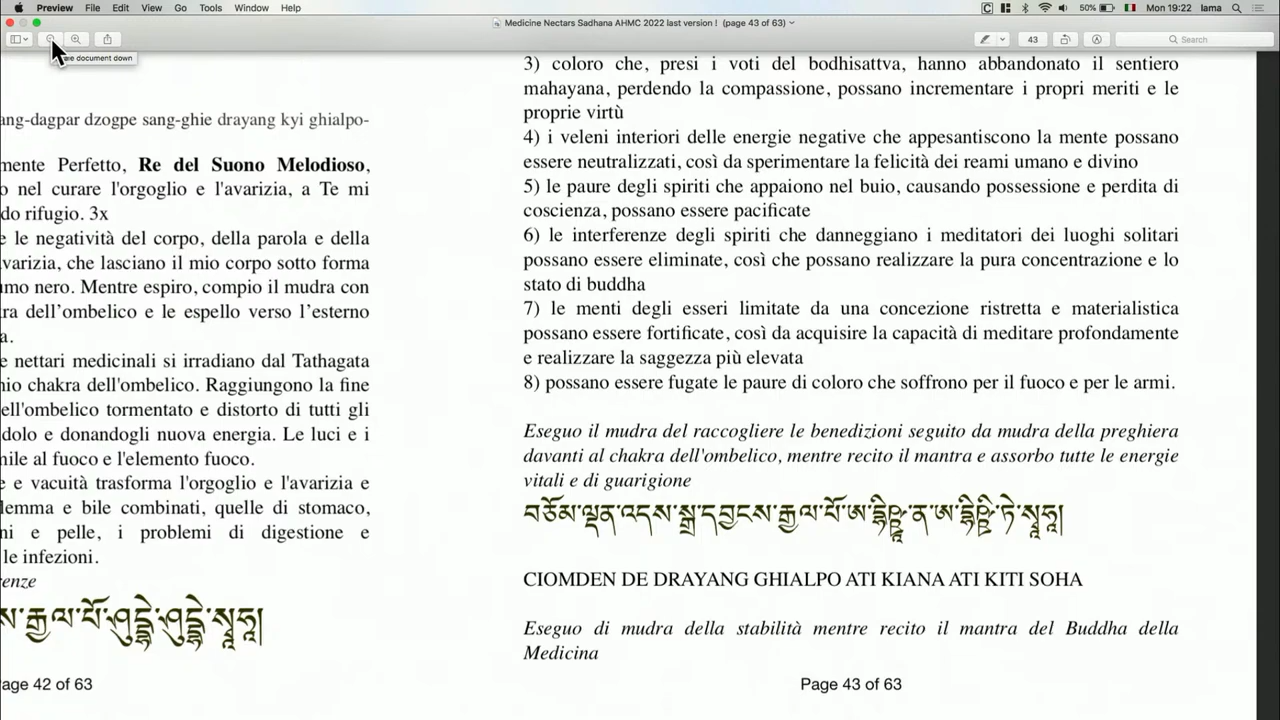 Preview File Edit View Go Tools Window Help
50% Mon 19:22 lama
Medicine Nectars Sadhana AHMC 2022 last version ! (page 43 of 63)
43 Search
document down
ang-dagpar dzogpe sang-ghie drayang kyi ghialpo-
mente Perfetto, Re del Suono Melodioso,
o nel curare l'orgoglio e l'avarizia, a Te mi
do rifugio. 3x
e le negatività del corpo, della parola e della
varizia, che lasciano il mio corpo sotto forma
umo nero. Mentre espiro, compio il mudra con
ra dell’ombelico e le espello verso l’esterno
a.
e nettari medicinali si irradiano dal Tathagata
nio chakra dell'ombelico. Raggiungono la fine
ell'ombelico tormentato e distorto di tutti gli
dolo e donandogli nuova energia. Le luci e i
nile al fuoco e l'elemento fuoco.
e e vacuità trasforma l'orgoglio e l'avarizia e
lemma e bile combinati, quelle di stomaco,
ni e pelle, i problemi di digestione e
le infezioni.
renze
ས་རྒྱལ་པོ་
age 42 of 63
3) coloro che, presi i voti del bodhisattva, hanno abbandonato il sentiero
mahayana, perdendo la compassione, possano incrementare i propri meriti e le
proprie virtù
4) i veleni interiori delle energie negative che appesantiscono la mente possano
essere neutralizzati, così da sperimentare la felicità dei reami umano e divino
5) le paure degli spiriti che appaiono nel buio, causando possessione e perdita di
coscienza, possano essere pacificate
6) le interferenze degli spiriti che danneggiano i meditatori dei luoghi solitari
possano essere eliminate, così che possano realizzare la pura concentrazione e lo
stato di buddha
7) le menti degli esseri limitate da una concezione ristretta e materialistica
possano essere fortificate, così da acquisire la capacità di meditare profondamente
e realizzare la saggezza più elevata
8) possano essere fugate le paure di coloro che soffrono per il fuoco e per le armi.
Eseguo il mudra del raccogliere le benedizioni seguito da mudra della preghiera
davanti al chakra dell'ombelico, mentre recito il mantra e assorbo tutte le energie
vitali e di guarigione
བཅོམ་ལྡན་འདས་སྒྲ་དབྱངས་རྒྱལ་པོ་ཨ་
CIOMDEN DE DRAYANG GHIALPO ATI KIANA ATI KITI SOHA
Eseguo di mudra della stabilità mentre recito il mantra del Buddha della
Medicina
Page 43 of 63